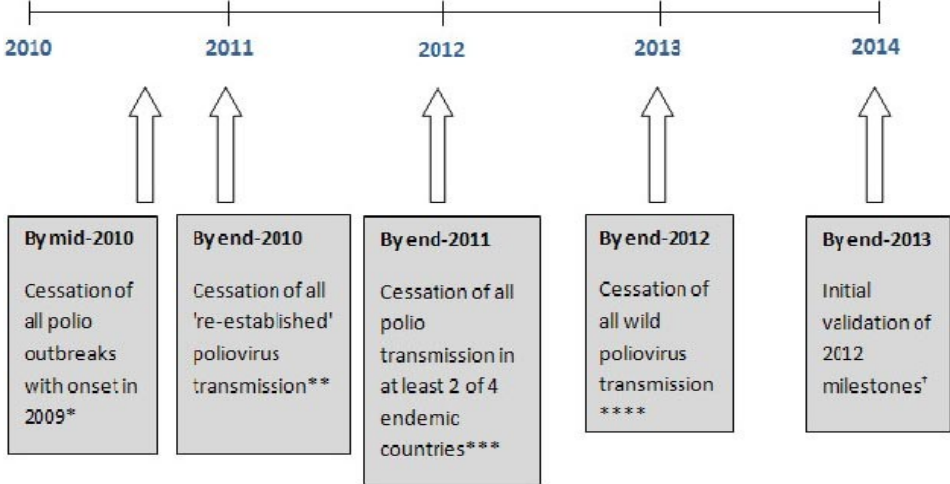 2010
2011
2012
2013
2014
By mid-2010
Cessation of
all polio
outbreaks
with onset in
2009*
By end-2010
Cessation of all
're-established'
poliovirus
transmission**
By end-2011
Cessation of all
polio
transmission in
at least 2 of 4
endemic
countries***
By end-2012
Cessation of
all wild
poliovirus
transmission
****
By end-2013
Initial
validation of
2012
milestones†